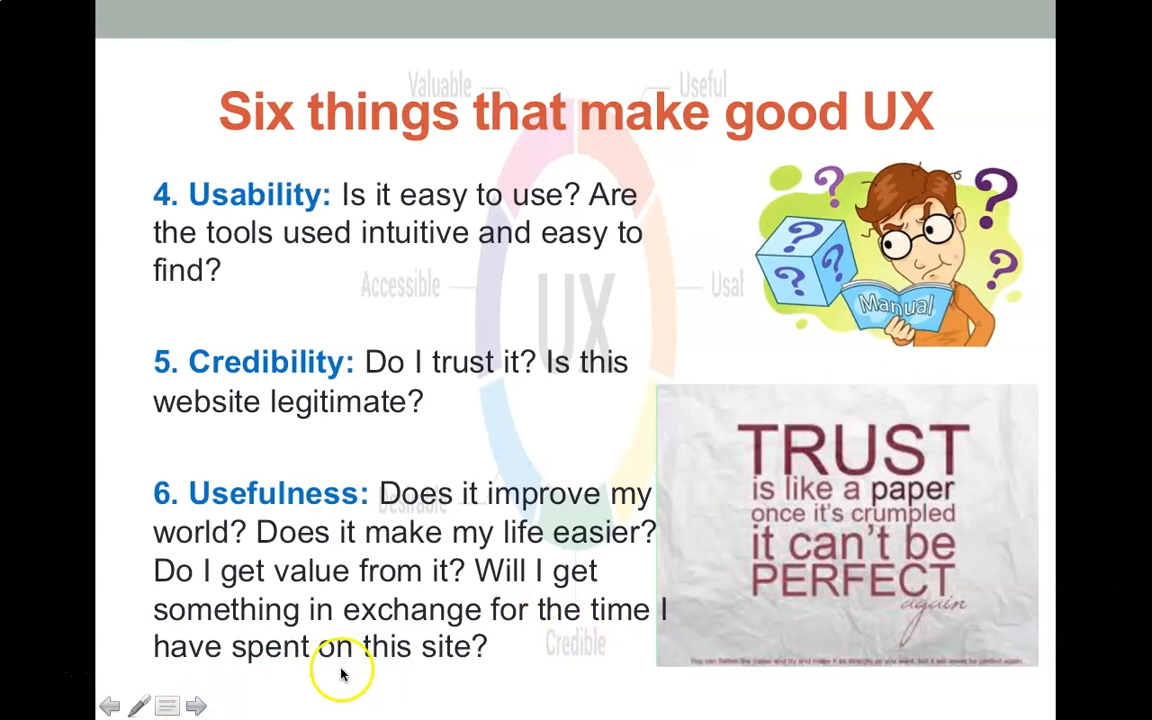 Valuable
Useful
Six things that make good UX
4. Usability: Is it easy to use? Are
the tools used intuitive and easy to
find?
Manual
Accessible
UX
5. Credibility: Do I trust it? Is this
website legitimate?
TRUST
is like a paper
once it's crumpled
it can't be
PERFECT
again
Desirable
6. Usefulness: Does it improve my
world? Does it make my life easier?
Do I get value from it? Will I get
something in exchange for the time I
have spent on this site?
Credible